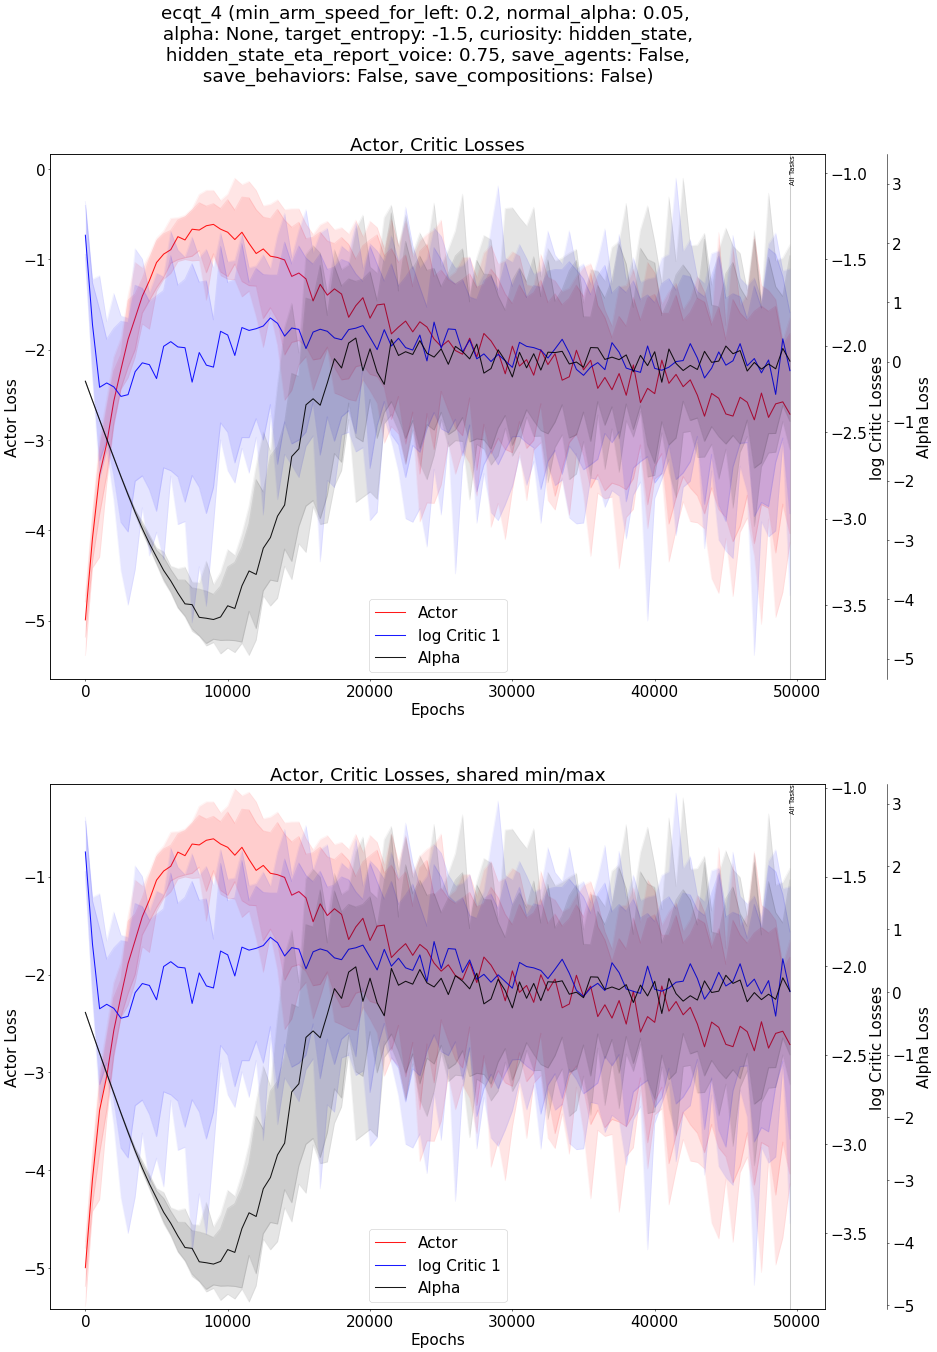 ecqt_4 (min_arm_speed_for_left: 0.2, normal_alpha: 0.05,
alpha: None, target_entropy: -1.5, curiosity: hidden_state,
hidden_state_eta_report_voice: 0.75, save_agents: False,
save_behaviors: False, save_compositions: False)
Actor, Critic Losses
All Tasks
0
−1
−2
−3
−4
−5
Actor Loss
−1.0
−1.5
−2.0
−2.5
−3.0
−3.5
log Critic Losses
3
2
1
0
−1
−2
−3
−4
−5
Alpha Loss
Actor
log Critic 1
Alpha
0 10000 20000 30000 40000 50000
Epochs
Actor, Critic Losses, shared min/max
All Tasks
−1
−2
−3
−4
−5
Actor Loss
−1.0
−1.5
−2.0
−2.5
−3.0
−3.5
log Critic Losses
3
2
1
0
−1
−2
−3
−4
−5
Alpha Loss
Actor
log Critic 1
Alpha
0 10000 20000 30000 40000 50000
Epochs